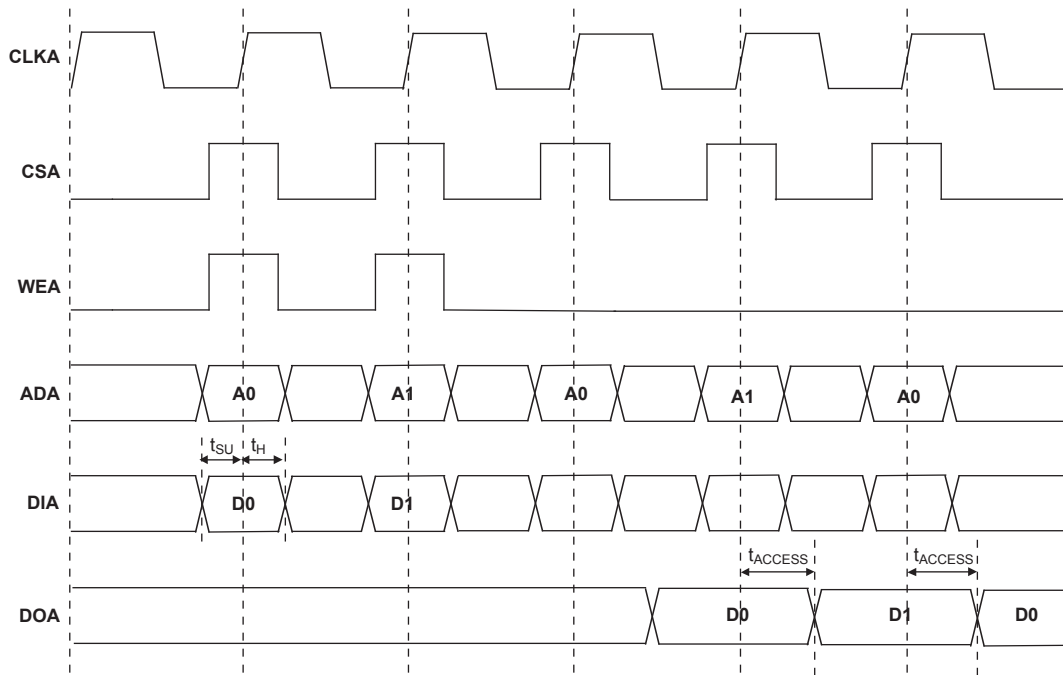 CLKA
CSA
WEA
ADA
A0
A1
A0
A1
A0
tSU
tH
DIA
D0
D1
tACCESS
tACCESS
DOA
D0
D1
D0